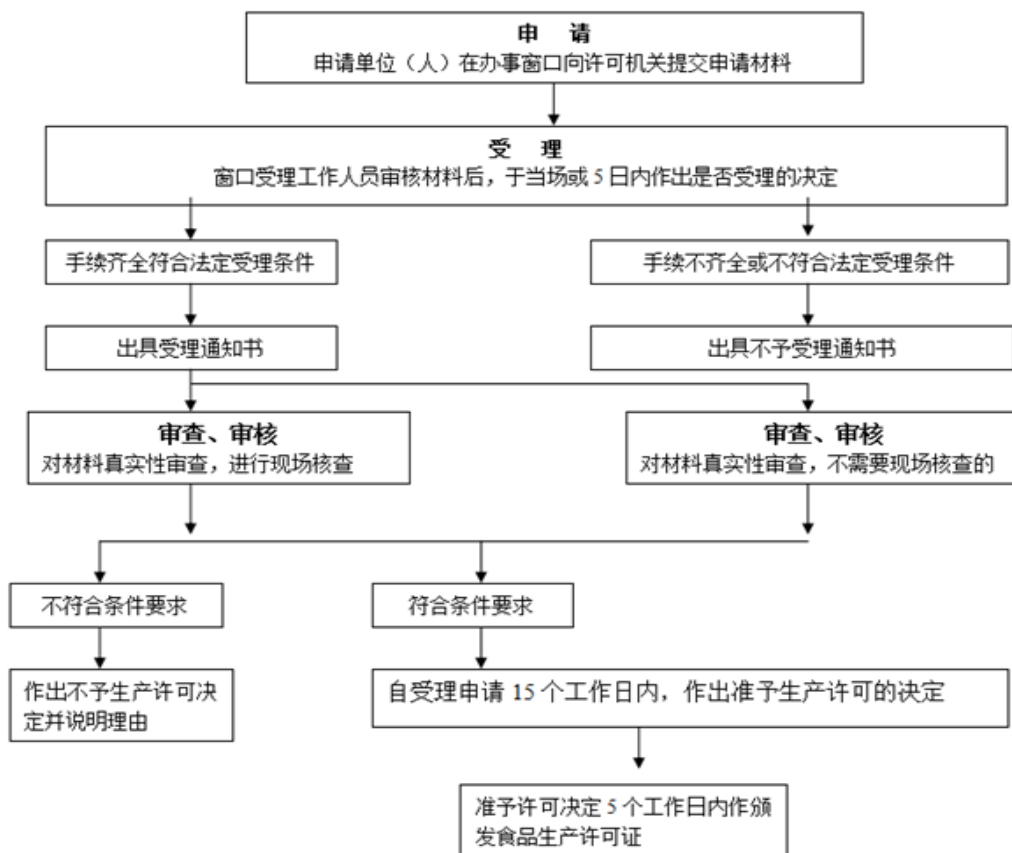 申 请
申请单位（人）在办事窗口向许可机关提交申请材料
受 理
窗口受理工作人员审核材料后，于当场或 5 日内作出是否受理的决定
手续齐全符合法定受理条件
手续不齐全或不符合法定受理条件
出具受理通知书
出具不予受理通知书
审查、审核
对材料真实性审查，进行现场核查
审查、审核
对材料真实性审查，不需要现场核查的
不符合条件要求
符合条件要求
作出不予生产许可决
定并说明理由
自受理申请 15 个工作日内，作出准予生产许可的决定
准予许可决定 5 个工作日内作颁
发食品生产许可证